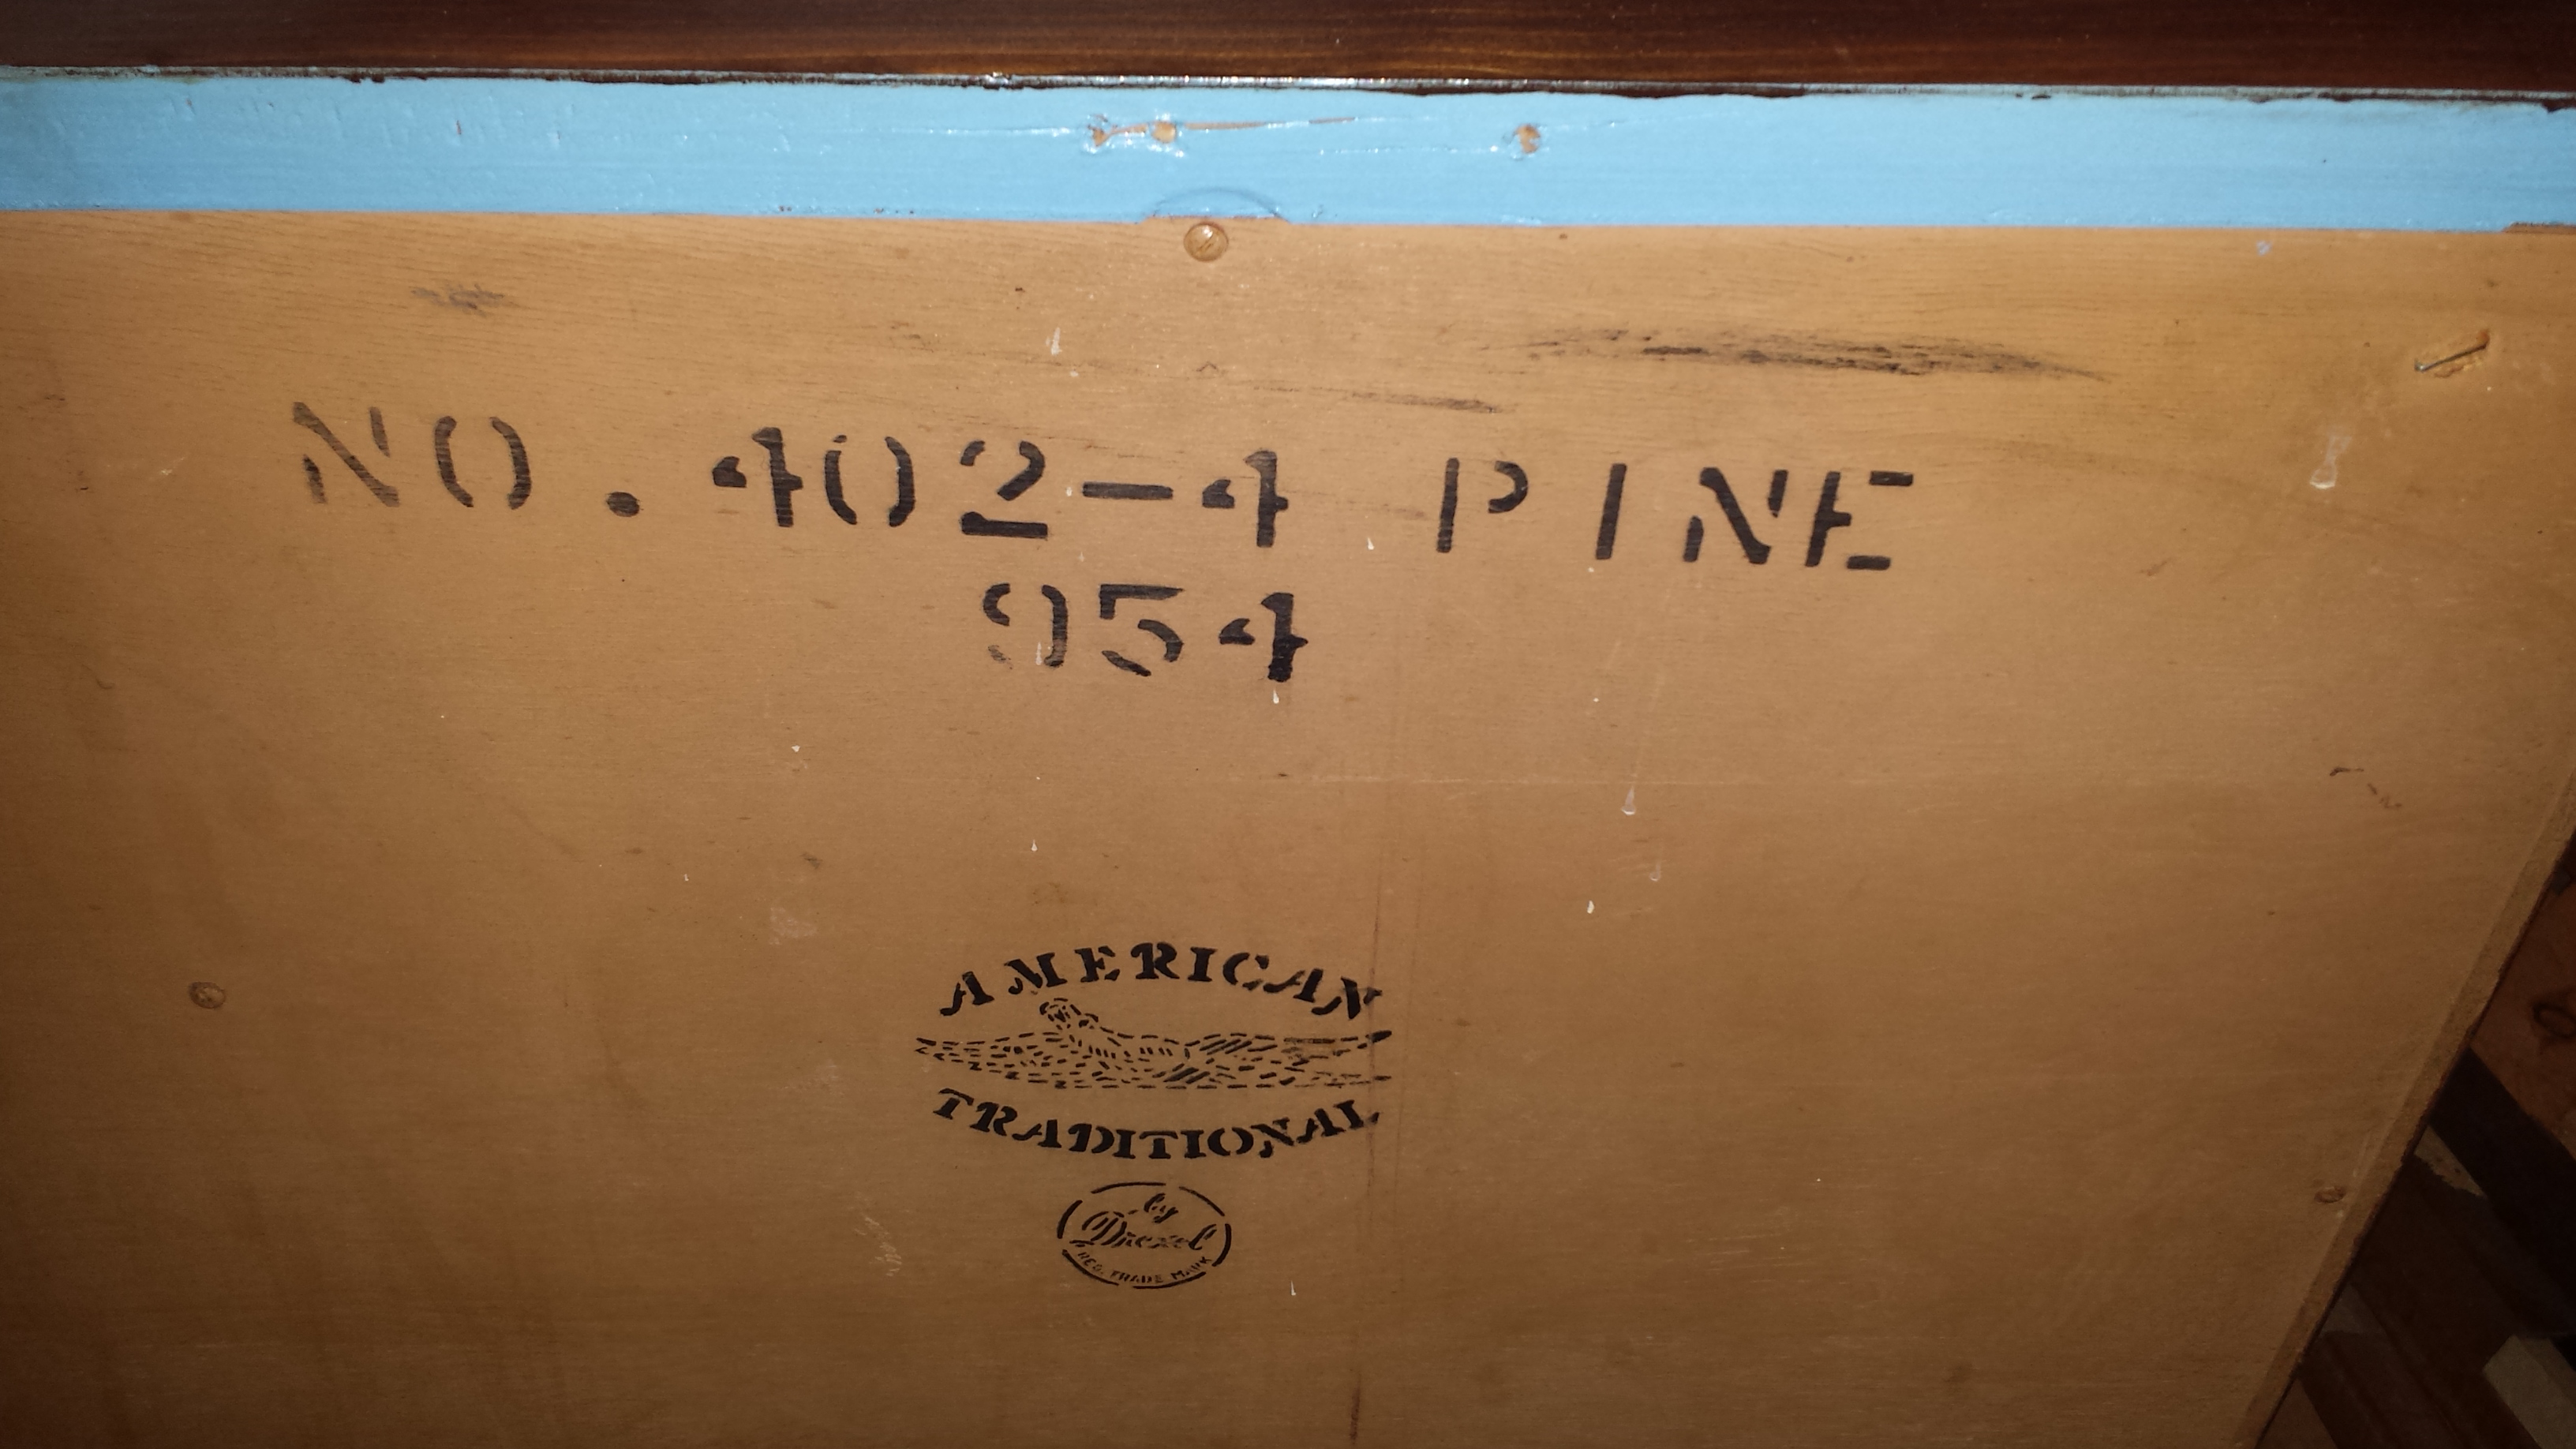 NO. 402-4 PINE
954
AMERICAN
TRADITIONAL
by
Drexel
REG. TRADE MARK